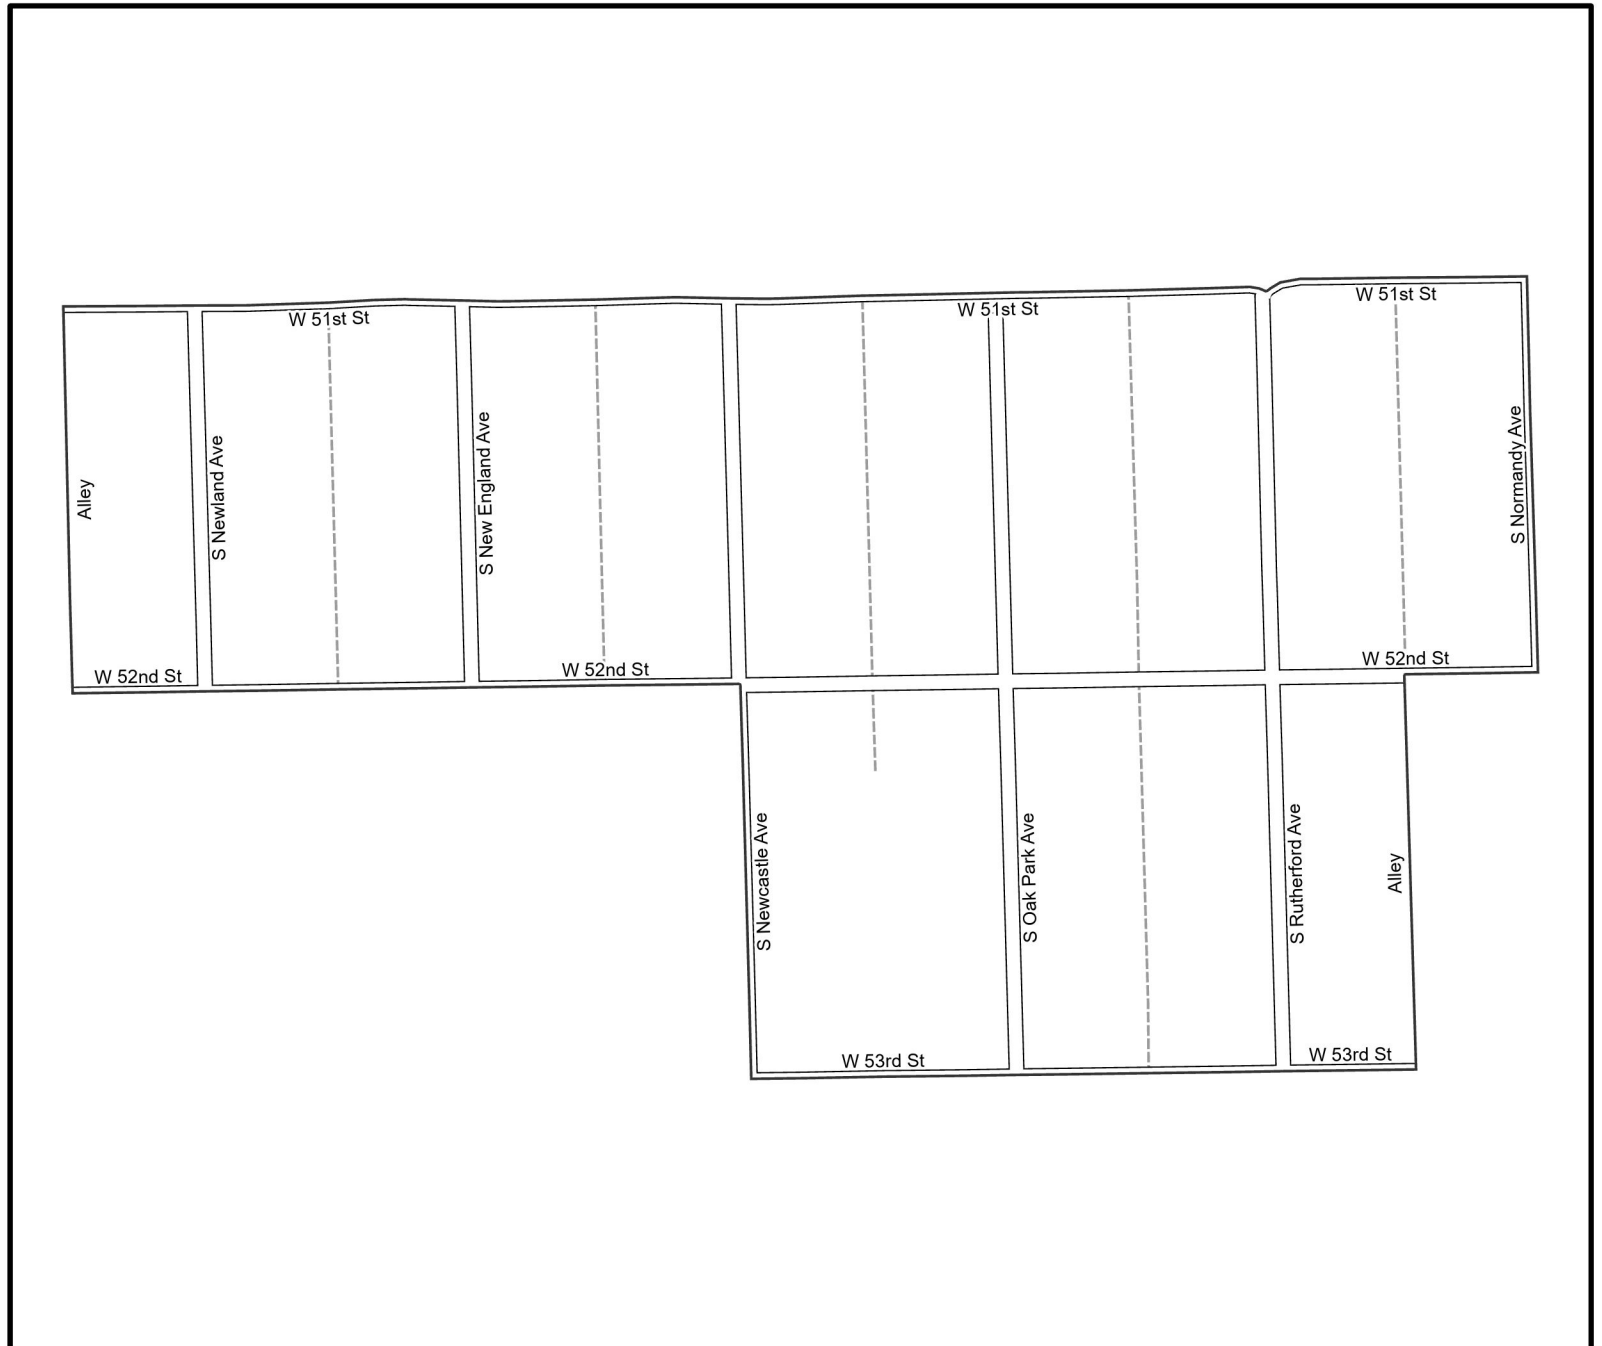 W 51st St
W 51st St
W 51st St
Alley
S Newland Ave
S New England Ave
S Normandy Ave
W 52nd St
W 52nd St
W 52nd St
S Newcastle Ave
S Oak Park Ave
S Rutherford Ave
Alley
W 53rd St
W 53rd St